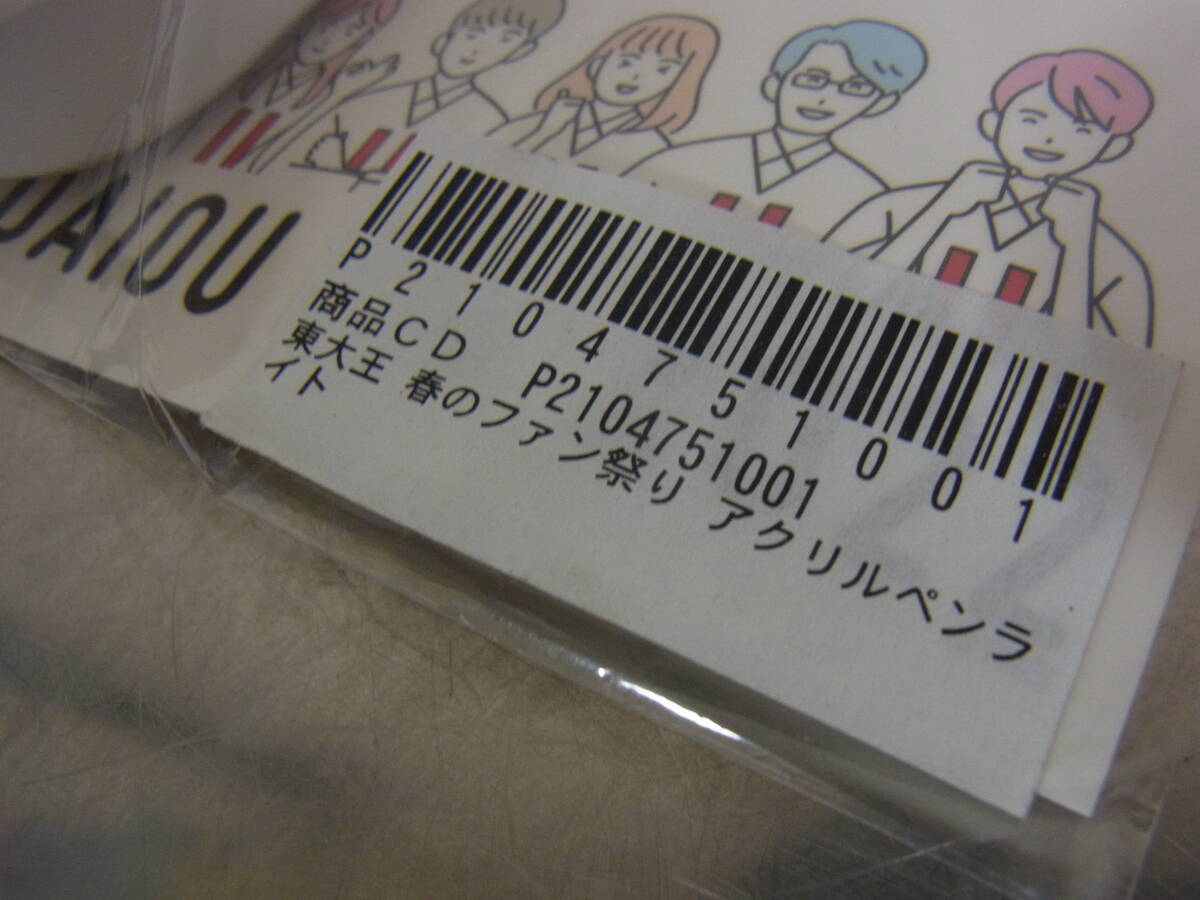 DAIOU
P2104751001
商品CD P2104751001
東大王 春のファン祭り アクリルペンラ
イト